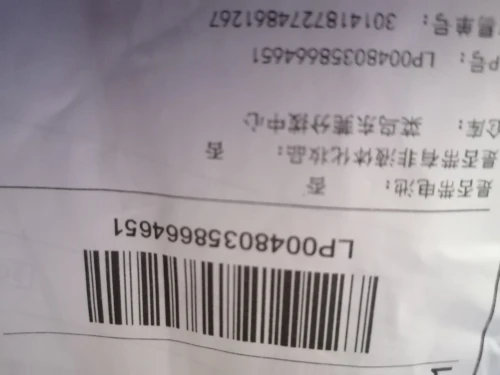 LP00480358664651
是否带电池： 否
是否带有非液体化妆品： 否
仓库： 菜鸟东莞分拨中心
P号： LP00480358664651
易单号： 3014187274861267